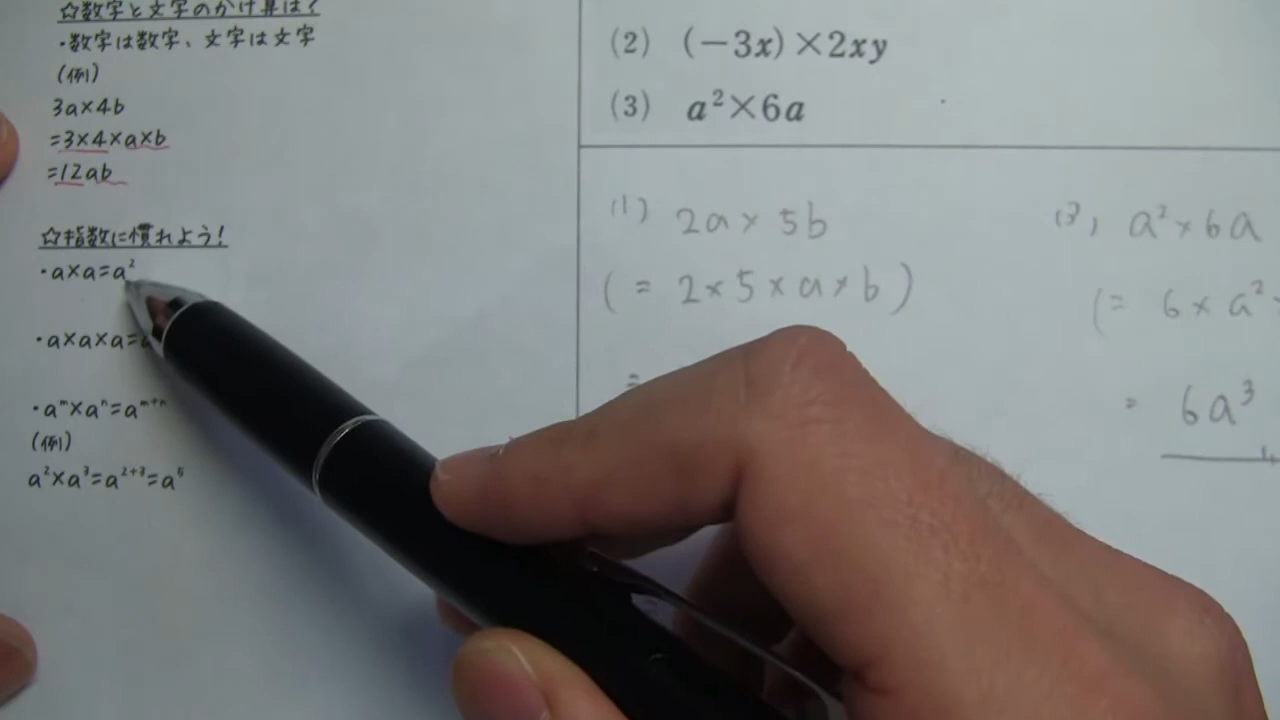 ☆数字と文字のかけ算は？
・数字は数字、文字は文字
(例)
3a×4b
=3×4×a×b
=12ab
☆指数に慣れよう!
・a×a=a²
・a×a×a=
・aᵐ×aⁿ=aᵐ⁺ⁿ
(例)
a²×a³=a²⁺³=a⁵
(2) (−3x)×2xy
(3) a²×6a
(1) 2a×5b
(= 2×5×a×b)
=
(3) a²×6a
(= 6×a²
= 6a³